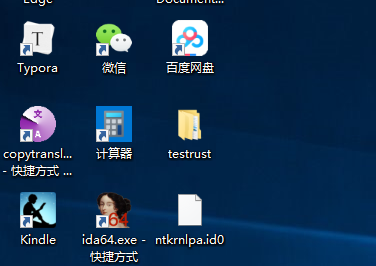 Edge
Document...
Typora
微信
百度网盘
copytransl...
- 快捷方式 ...
计算器
testrust
Kindle
ida64.exe -
快捷方式
ntkrnlpa.id0